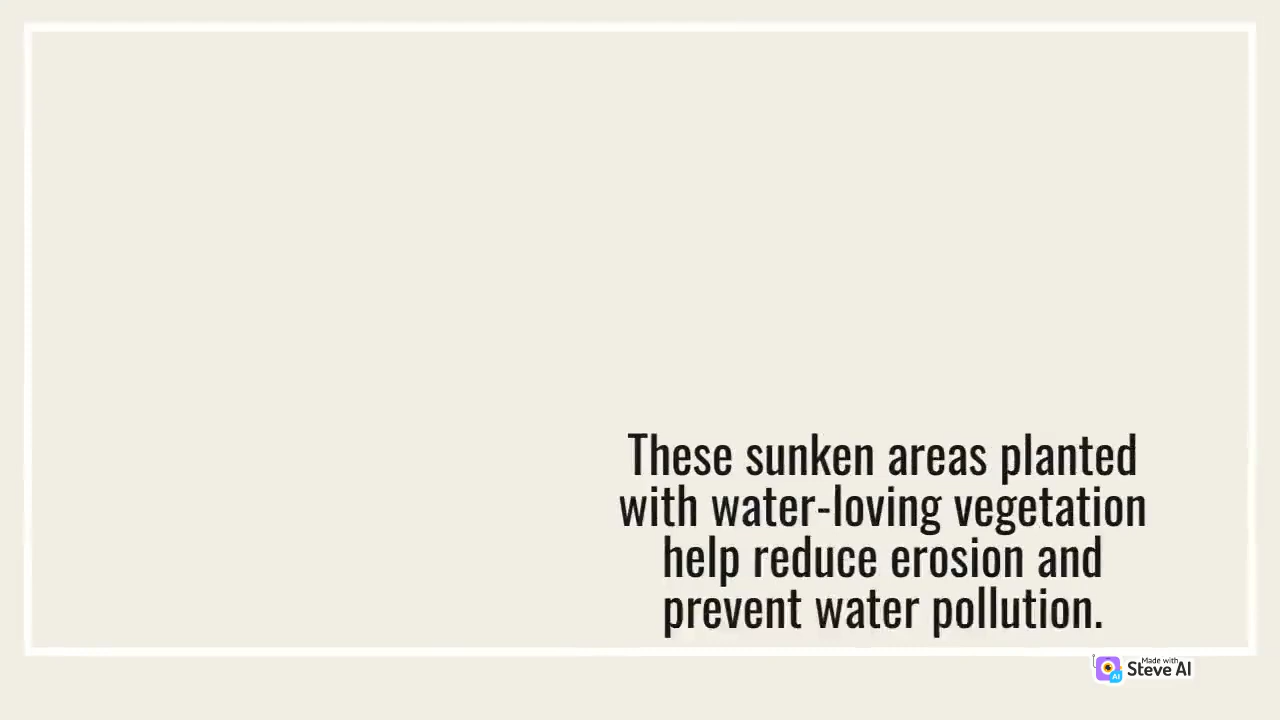 These sunken areas planted
with water-loving vegetation
help reduce erosion and
prevent water pollution.
Made with
Steve AI
AI